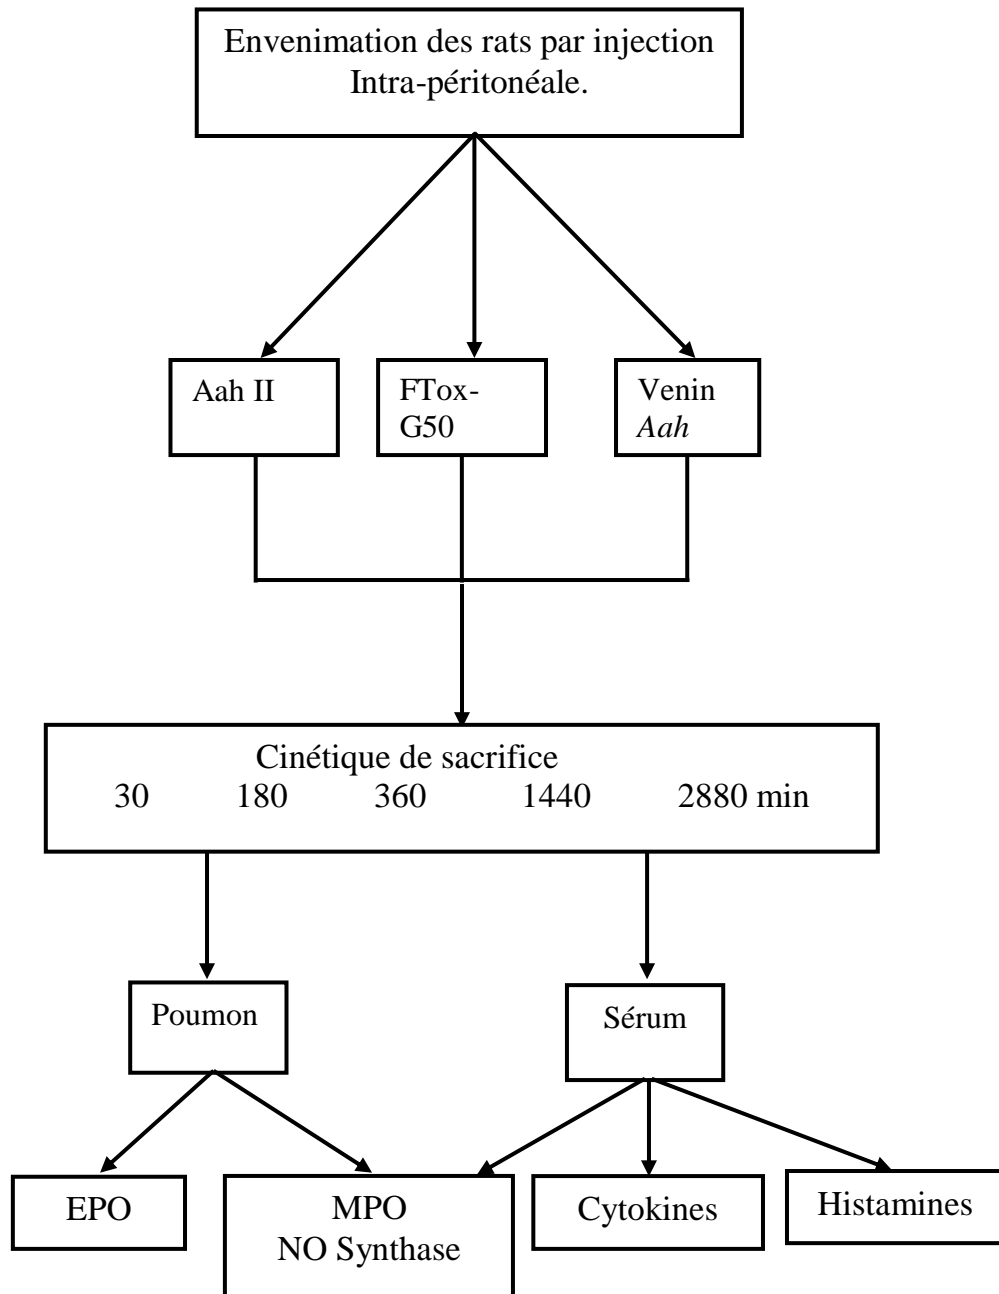 Envenimation des rats par injection
Intra-péritonéale.
Aah II
FTox-
G50
Venin
Aah
Cinétique de sacrifice
30 180 360 1440 2880 min
Poumon
Sérum
EPO
MPO
NO Synthase
Cytokines
Histamines